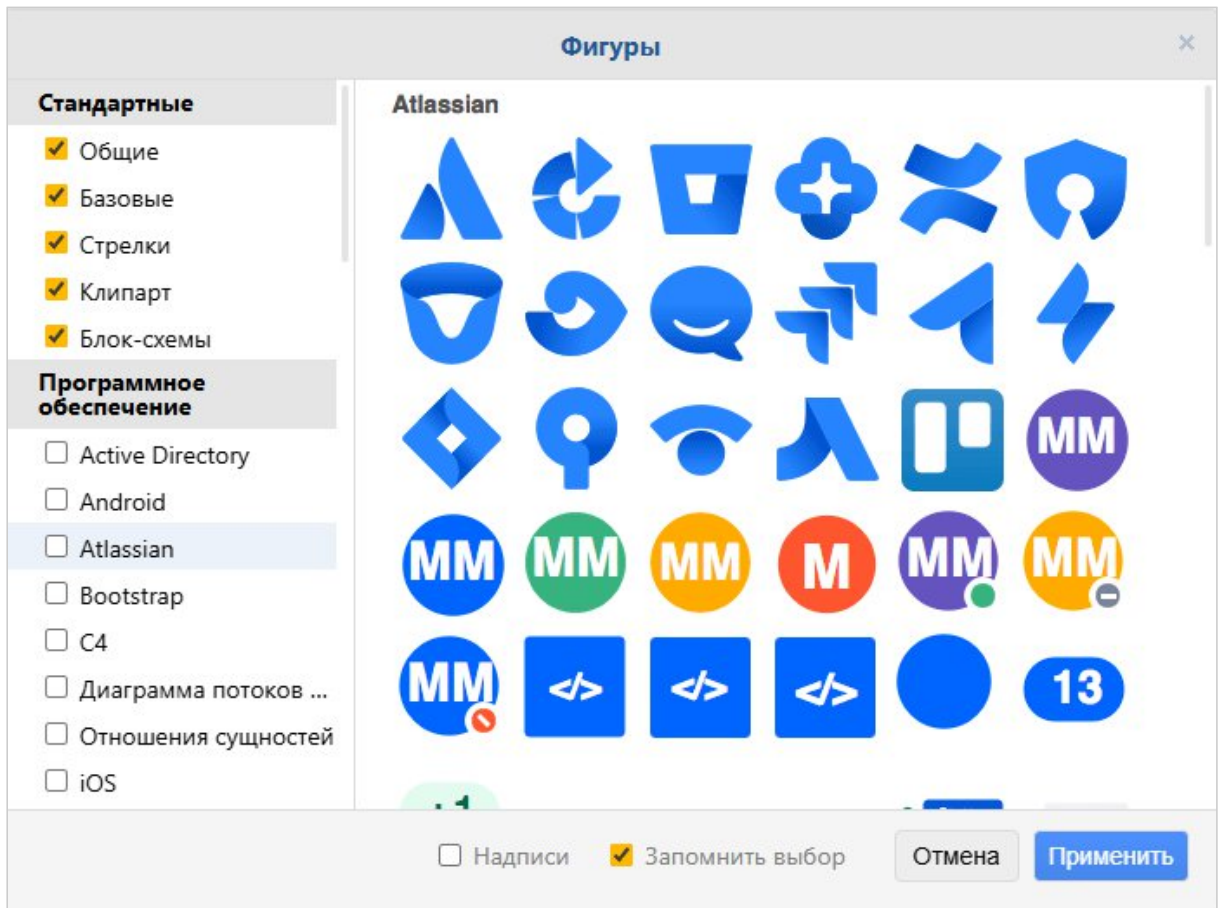 Фигуры
Стандартные
Общие
Базовые
Стрелки
Клипарт
Блок-схемы
Программное
обеспечение
Active Directory
Android
Atlassian
Bootstrap
C4
Диаграмма потоков ...
Отношения сущностей
iOS
Atlassian
MM
MM MM MM M MM MM
MM </> </> </> 13
+1
Надписи
Запомнить выбор
Отмена
Применить